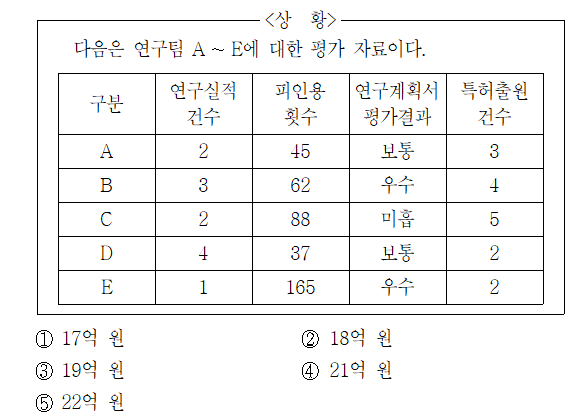 <상 황>
다음은 연구팀 A ~ E에 대한 평가 자료이다.
구분 연구실적 건수 피인용 횟수 연구계획서 평가결과 특허출원 건수
A 2 45 보통 3
B 3 62 우수 4
C 2 88 미흡 5
D 4 37 보통 2
E 1 165 우수 2
① 17억 원 ② 18억 원
③ 19억 원 ④ 21억 원
⑤ 22억 원